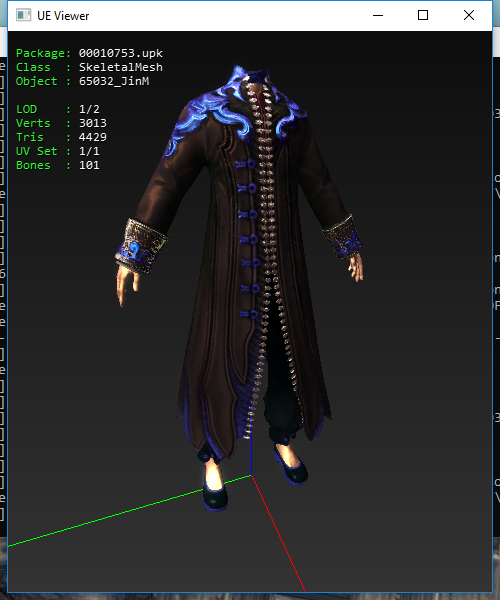 UE Viewer
Package: 00010753.upk
Class : SkeletalMesh
Object : 65032_JinM
LOD : 1/2
Verts : 3013
Tris : 4429
UV Set : 1/1
Bones : 101